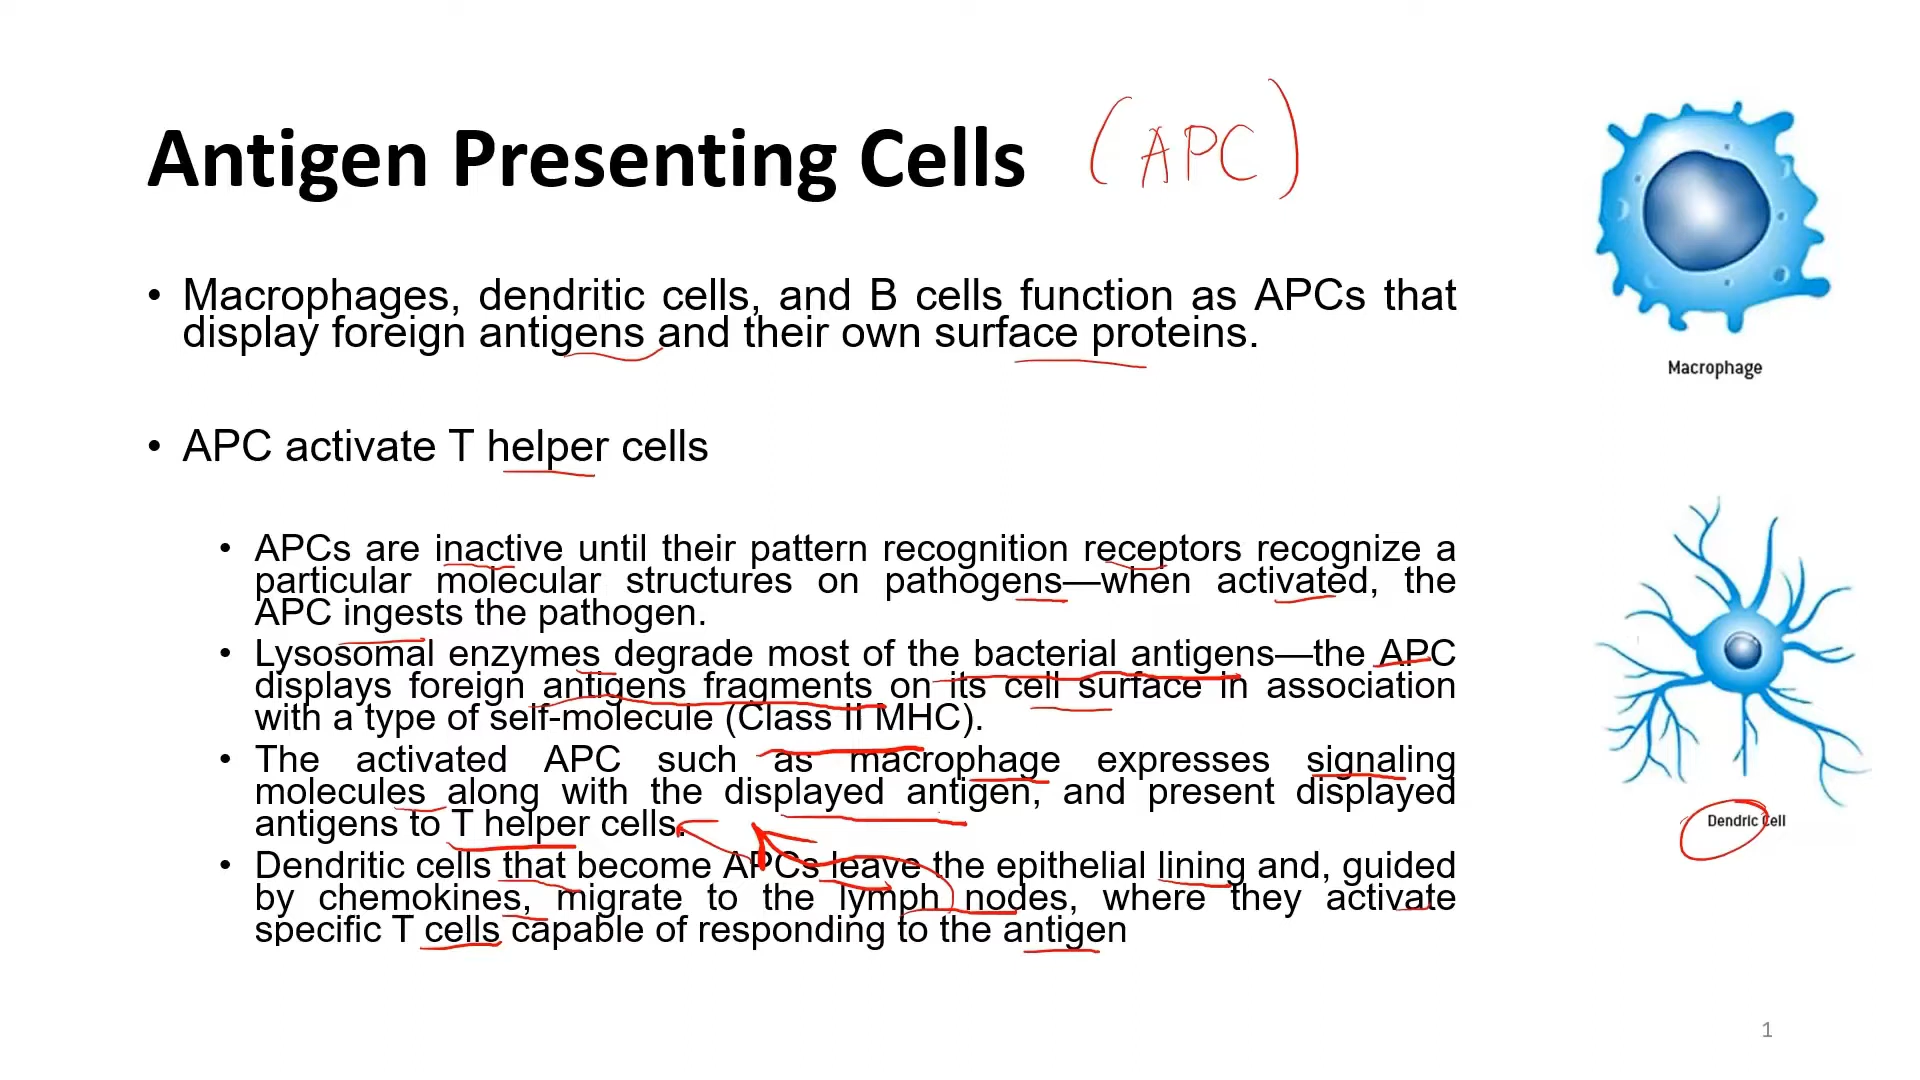 Antigen Presenting Cells (APC)
• Macrophages, dendritic cells, and B cells function as APCs that
display foreign antigens and their own surface proteins.
Macrophage
• APC activate T helper cells
• APCs are inactive until their pattern recognition receptors recognize a
particular molecular structures on pathogens—when activated, the
APC ingests the pathogen.
• Lysosomal enzymes degrade most of the bacterial antigens—the APC
displays foreign antigens fragments on its cell surface in association
with a type of self-molecule (Class II MHC).
• The activated APC such as macrophage expresses signaling
molecules along with the displayed antigen, and present displayed
antigens to T helper cells.
Dendric Cell
• Dendritic cells that become APCs leave the epithelial lining and, guided
by chemokines, migrate to the lymph nodes, where they activate
specific T cells capable of responding to the antigen
1